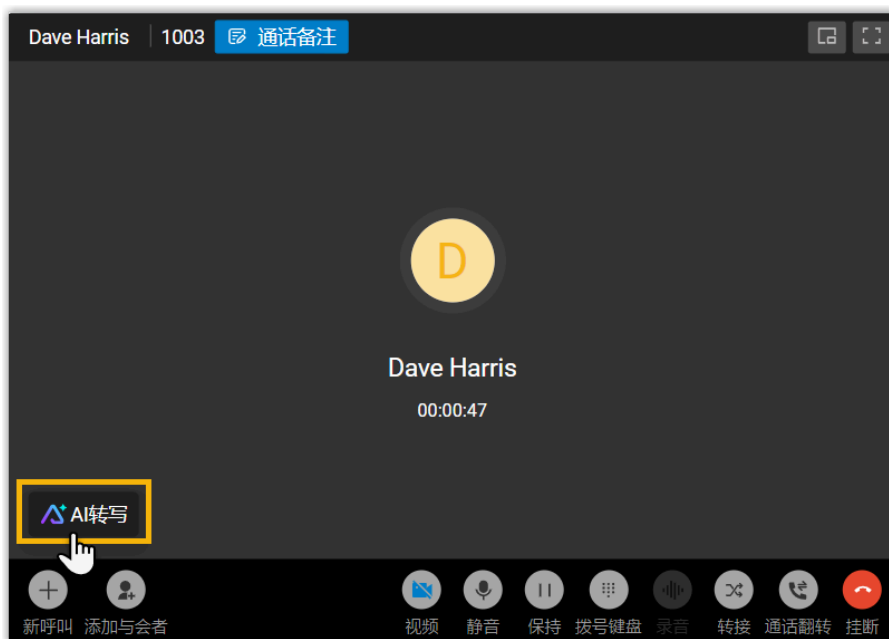 Dave Harris 1003 通话备注
D
Dave Harris
00:00:47
AI转写
新呼叫 添加与会者 视频 静音 保持 拨号键盘 录音 转接 通话翻转 挂断